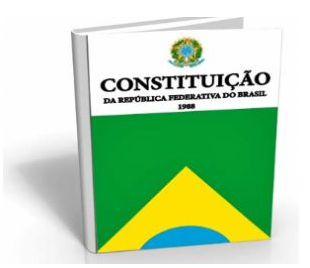 CONSTITUIÇÃO
DA REPÚBLICA FEDERATIVA DO BRASIL
1988